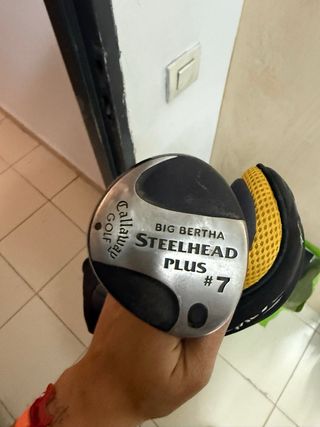 Callaway
GOLF
BIG BERTHA
STEELHEAD
PLUS
#7